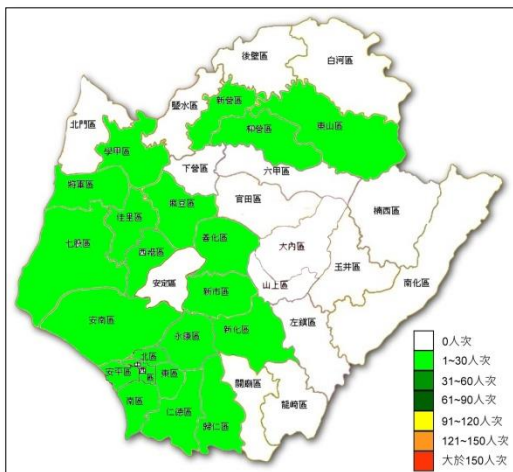 後壁區
白河區
鹽水區
新營區
北門區
東山區
柳營區
學甲區
下營區
六甲區
將軍區
麻豆區
官田區
楠西區
佳里區
七股區
善化區
大內區
西港區
玉井區
安定區
南化區
山上區
新市區
安南區
左鎮區
永康區
新化區
北區
中西區
安平區
東區
關廟區
南區
龍崎區
仁德區
歸仁區
0人次
1~30人次
31~60人次
61~90人次
91~120人次
121~150人次
大於150人次